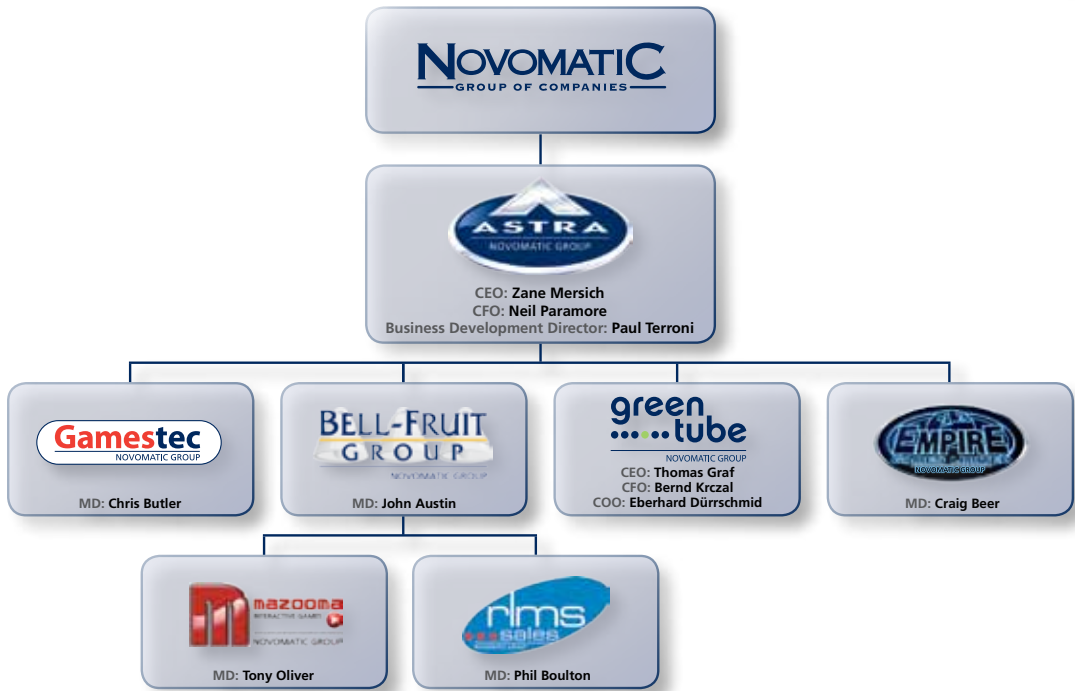 NOVOMATIC
GROUP OF COMPANIES
ASTRA
NOVOMATIC GROUP
CEO: Zane Mersich
CFO: Neil Paramore
Business Development Director: Paul Terroni
Gamestec
NOVOMATIC GROUP
MD: Chris Butler
BELL-FRUIT
GROUP
NOVOMATIC GROUP
MD: John Austin
green
tube
NOVOMATIC GROUP
CEO: Thomas Graf
CFO: Bernd Krczal
COO: Eberhard Dürrschmid
EMPIRE
NOVOMATIC GROUP
MD: Craig Beer
mazooma
INTERACTIVE GAMES
NOVOMATIC GROUP
MD: Tony Oliver
rlms
sales
MD: Phil Boulton